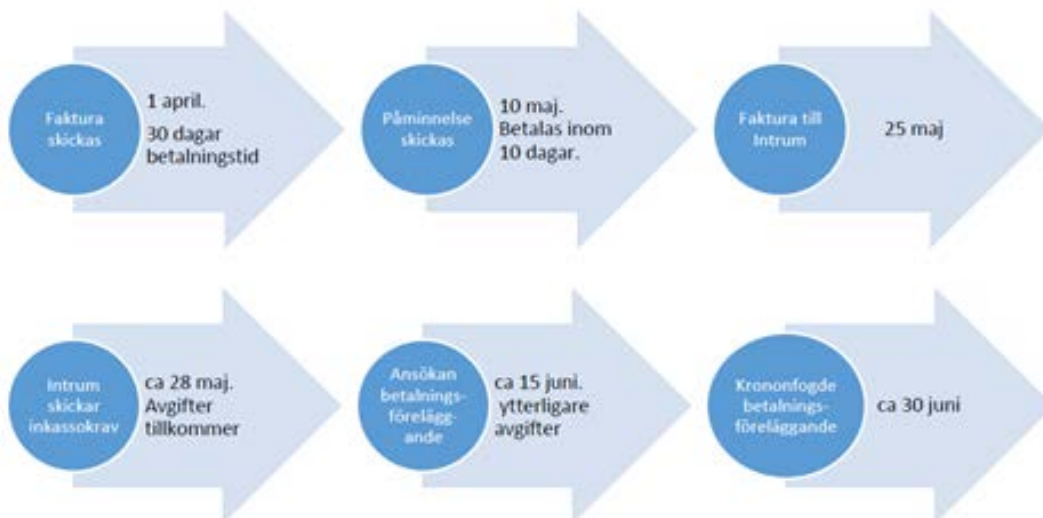 Faktura
skickas
1 april.
30 dagar
betalningstid
Påminnelse
skickas
10 maj.
Betalas inom
10 dagar.
Faktura till
Intrum
25 maj
Intrum
skickar
inkassokrav
ca 28 maj.
Avgifter
tillkommer
Ansökan
betalnings-
förelägg-
ande
ca 15 juni.
ytterligare
avgifter
Krononfogde
betalnings-
föreläggande
ca 30 juni